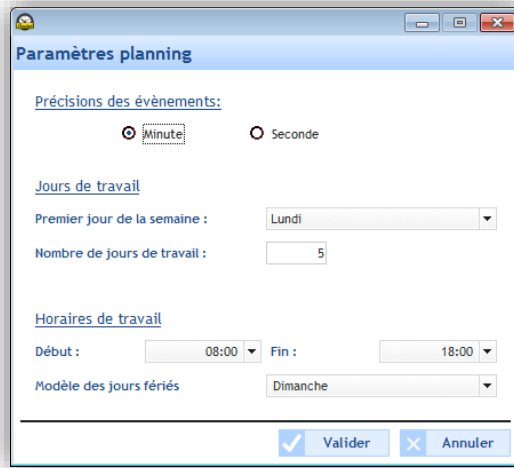 Paramètres planning
Précisions des évènements:
Minute Seconde
Jours de travail
Premier jour de la semaine : Lundi
Nombre de jours de travail : 5
Horaires de travail
Début : 08:00 Fin : 18:00
Modèle des jours fériés Dimanche
Valider Annuler